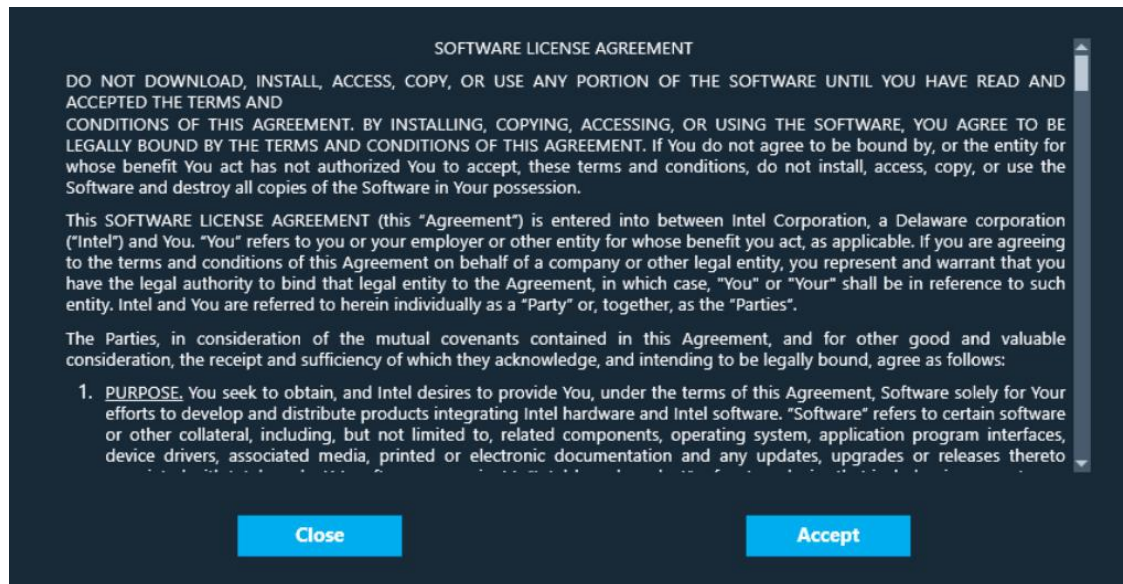 SOFTWARE LICENSE AGREEMENT
DO NOT DOWNLOAD, INSTALL, ACCESS, COPY, OR USE ANY PORTION OF THE SOFTWARE UNTIL YOU HAVE READ AND
ACCEPTED THE TERMS AND
CONDITIONS OF THIS AGREEMENT. BY INSTALLING, COPYING, ACCESSING, OR USING THE SOFTWARE, YOU AGREE TO BE
LEGALLY BOUND BY THE TERMS AND CONDITIONS OF THIS AGREEMENT. If You do not agree to be bound by, or the entity for
whose benefit You act has not authorized You to accept, these terms and conditions, do not install, access, copy, or use the
Software and destroy all copies of the Software in Your possession.
This SOFTWARE LICENSE AGREEMENT (this “Agreement”) is entered into between Intel Corporation, a Delaware corporation
(“Intel”) and You. “You” refers to you or your employer or other entity for whose benefit you act, as applicable. If you are agreeing
to the terms and conditions of this Agreement on behalf of a company or other legal entity, you represent and warrant that you
have the legal authority to bind that legal entity to the Agreement, in which case, "You" or "Your" shall be in reference to such
entity. Intel and You are referred to herein individually as a “Party” or, together, as the “Parties”.
The Parties, in consideration of the mutual covenants contained in this Agreement, and for other good and valuable
consideration, the receipt and sufficiency of which they acknowledge, and intending to be legally bound, agree as follows:
1. PURPOSE. You seek to obtain, and Intel desires to provide You, under the terms of this Agreement, Software solely for Your
efforts to develop and distribute products integrating Intel hardware and Intel software. “Software” refers to certain software
or other collateral, including, but not limited to, related components, operating system, application program interfaces,
device drivers, associated media, printed or electronic documentation and any updates, upgrades or releases thereto
Close
Accept